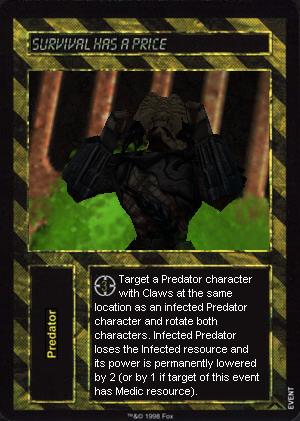 SURVIVAL HAS A PRICE
Predator
3
Target a Predator character
with Claws at the same
location as an infected Predator
character and rotate both
characters. Infected Predator
loses the Infected resource and
its power is permanently lowered
by 2 (or by 1 if target of this event
has Medic resource).
EVENT
™&© 1998 Fox